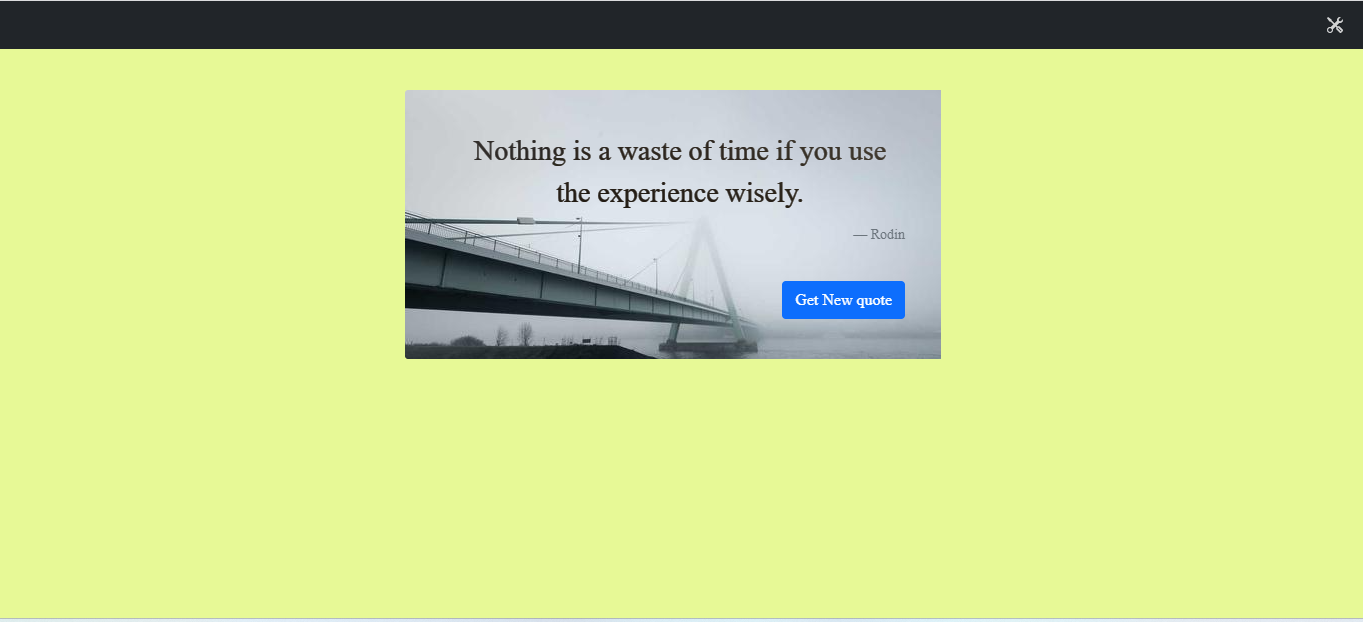 Nothing is a waste of time if you use
the experience wisely.
— Rodin
Get New quote